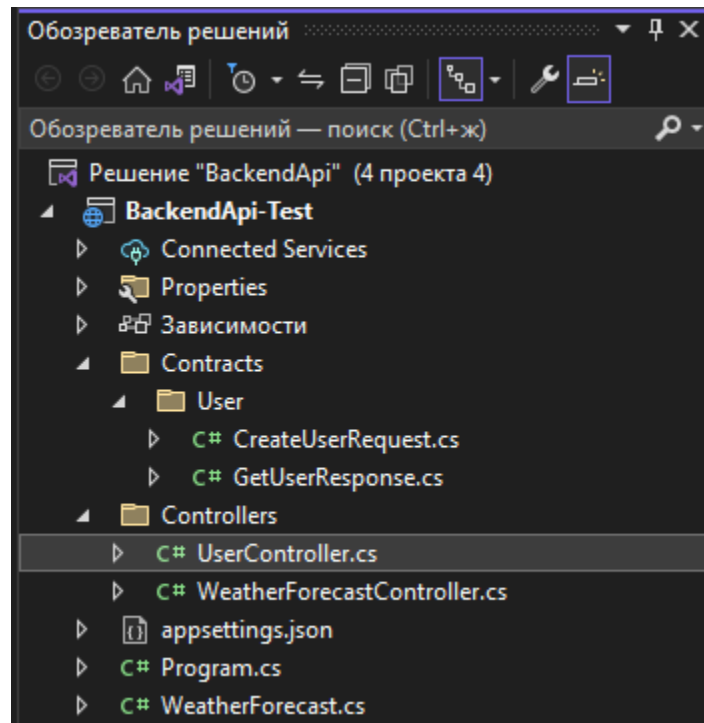 Обозреватель решений
Обозреватель решений — поиск (Ctrl+ж)
Решение "BackendApi" (4 проекта 4)
BackendApi-Test
Connected Services
Properties
Зависимости
Contracts
User
C# CreateUserRequest.cs
C# GetUserResponse.cs
Controllers
C# UserController.cs
C# WeatherForecastController.cs
appsettings.json
C# Program.cs
C# WeatherForecast.cs